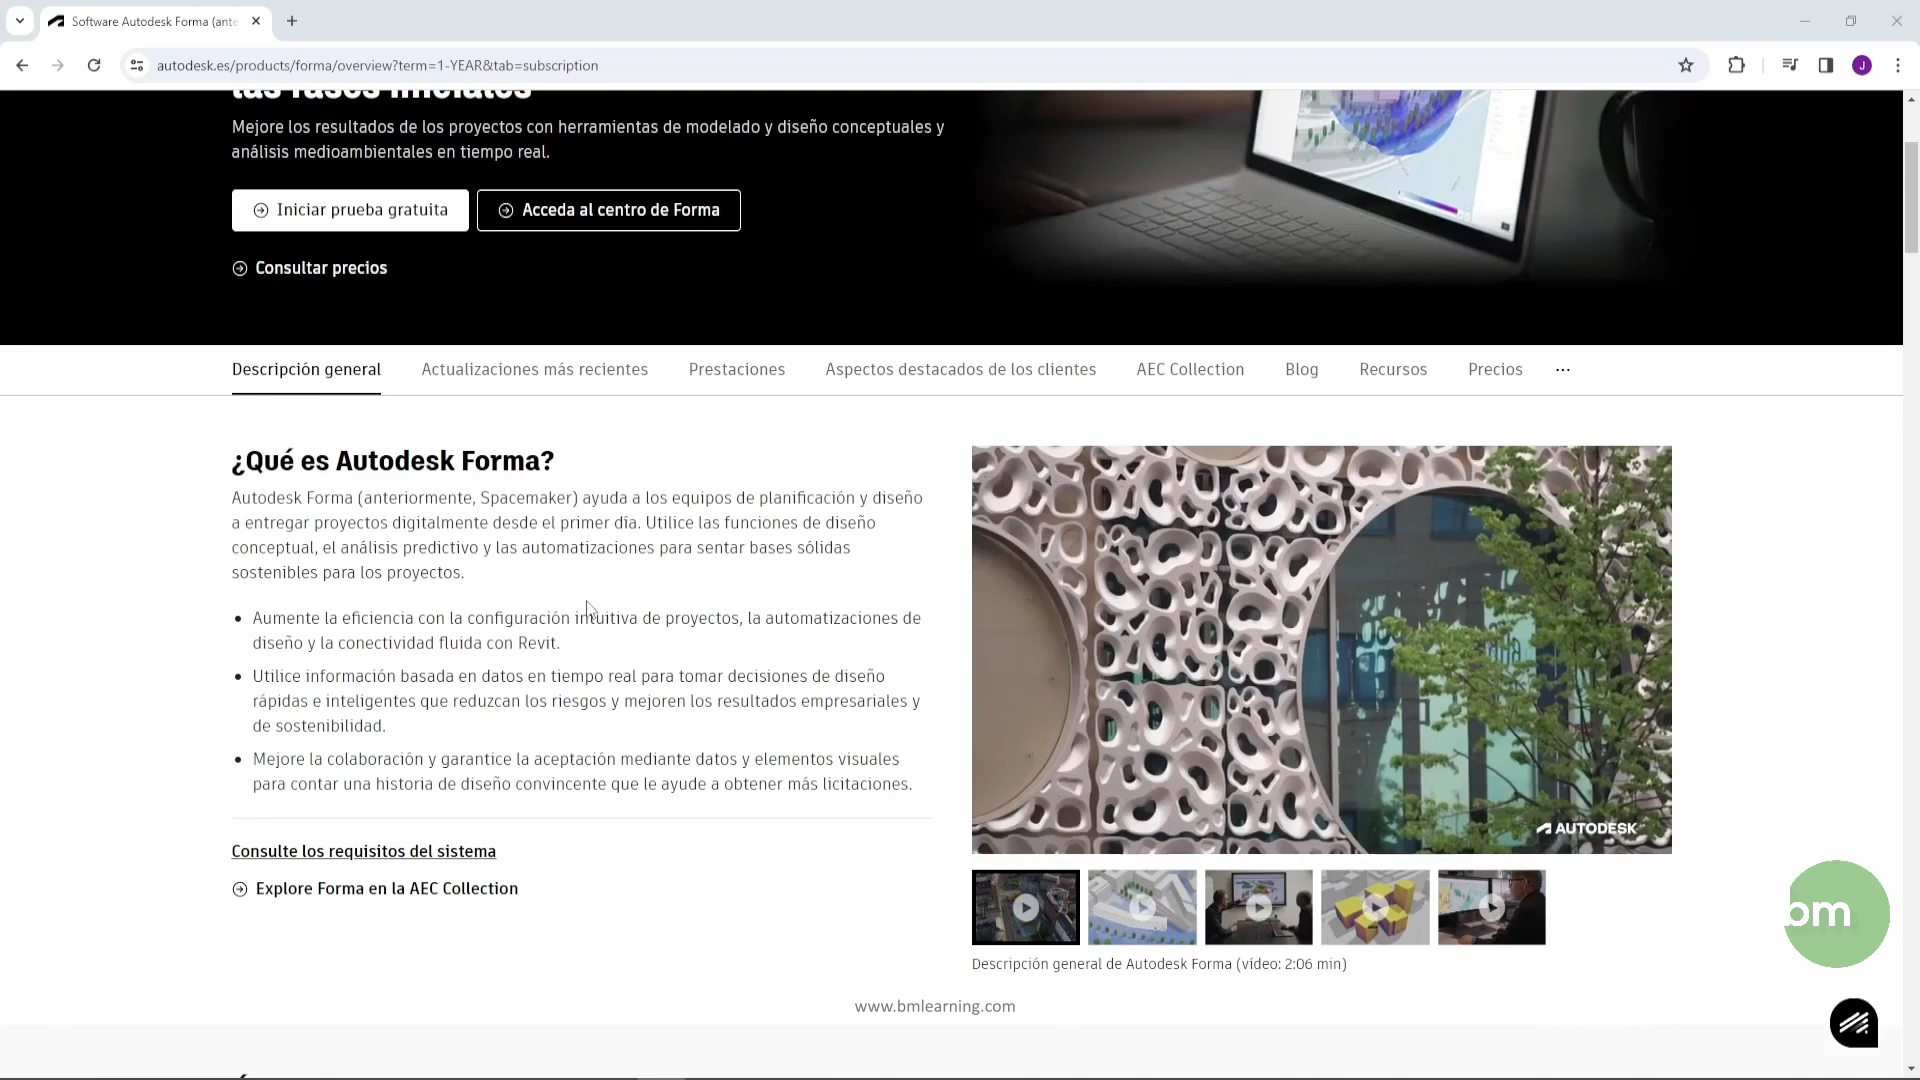 Software Autodesk Forma (ante
autodesk.es/products/forma/overview?term=1-YEAR&tab=subscription
J
las fases iniciales
Mejore los resultados de los proyectos con herramientas de modelado y diseño conceptuales y
análisis medioambientales en tiempo real.
Iniciar prueba gratuita
Acceda al centro de Forma
Consultar precios
Descripción general
Actualizaciones más recientes
Prestaciones
Aspectos destacados de los clientes
AEC Collection
Blog
Recursos
Precios
...
¿Qué es Autodesk Forma?
Autodesk Forma (anteriormente, Spacemaker) ayuda a los equipos de planificación y diseño
a entregar proyectos digitalmente desde el primer día. Utilice las funciones de diseño
conceptual, el análisis predictivo y las automatizaciones para sentar bases sólidas
sostenibles para los proyectos.
• Aumente la eficiencia con la configuración intuitiva de proyectos, la automatizaciones de
diseño y la conectividad fluida con Revit.
• Utilice información basada en datos en tiempo real para tomar decisiones de diseño
rápidas e inteligentes que reduzcan los riesgos y mejoren los resultados empresariales y
de sostenibilidad.
• Mejore la colaboración y garantice la aceptación mediante datos y elementos visuales
para contar una historia de diseño convincente que le ayude a obtener más licitaciones.
Consulte los requisitos del sistema
Explore Forma en la AEC Collection
AUTODESK
Descripción general de Autodesk Forma (vídeo: 2:06 min)
bm
www.bmlearning.com